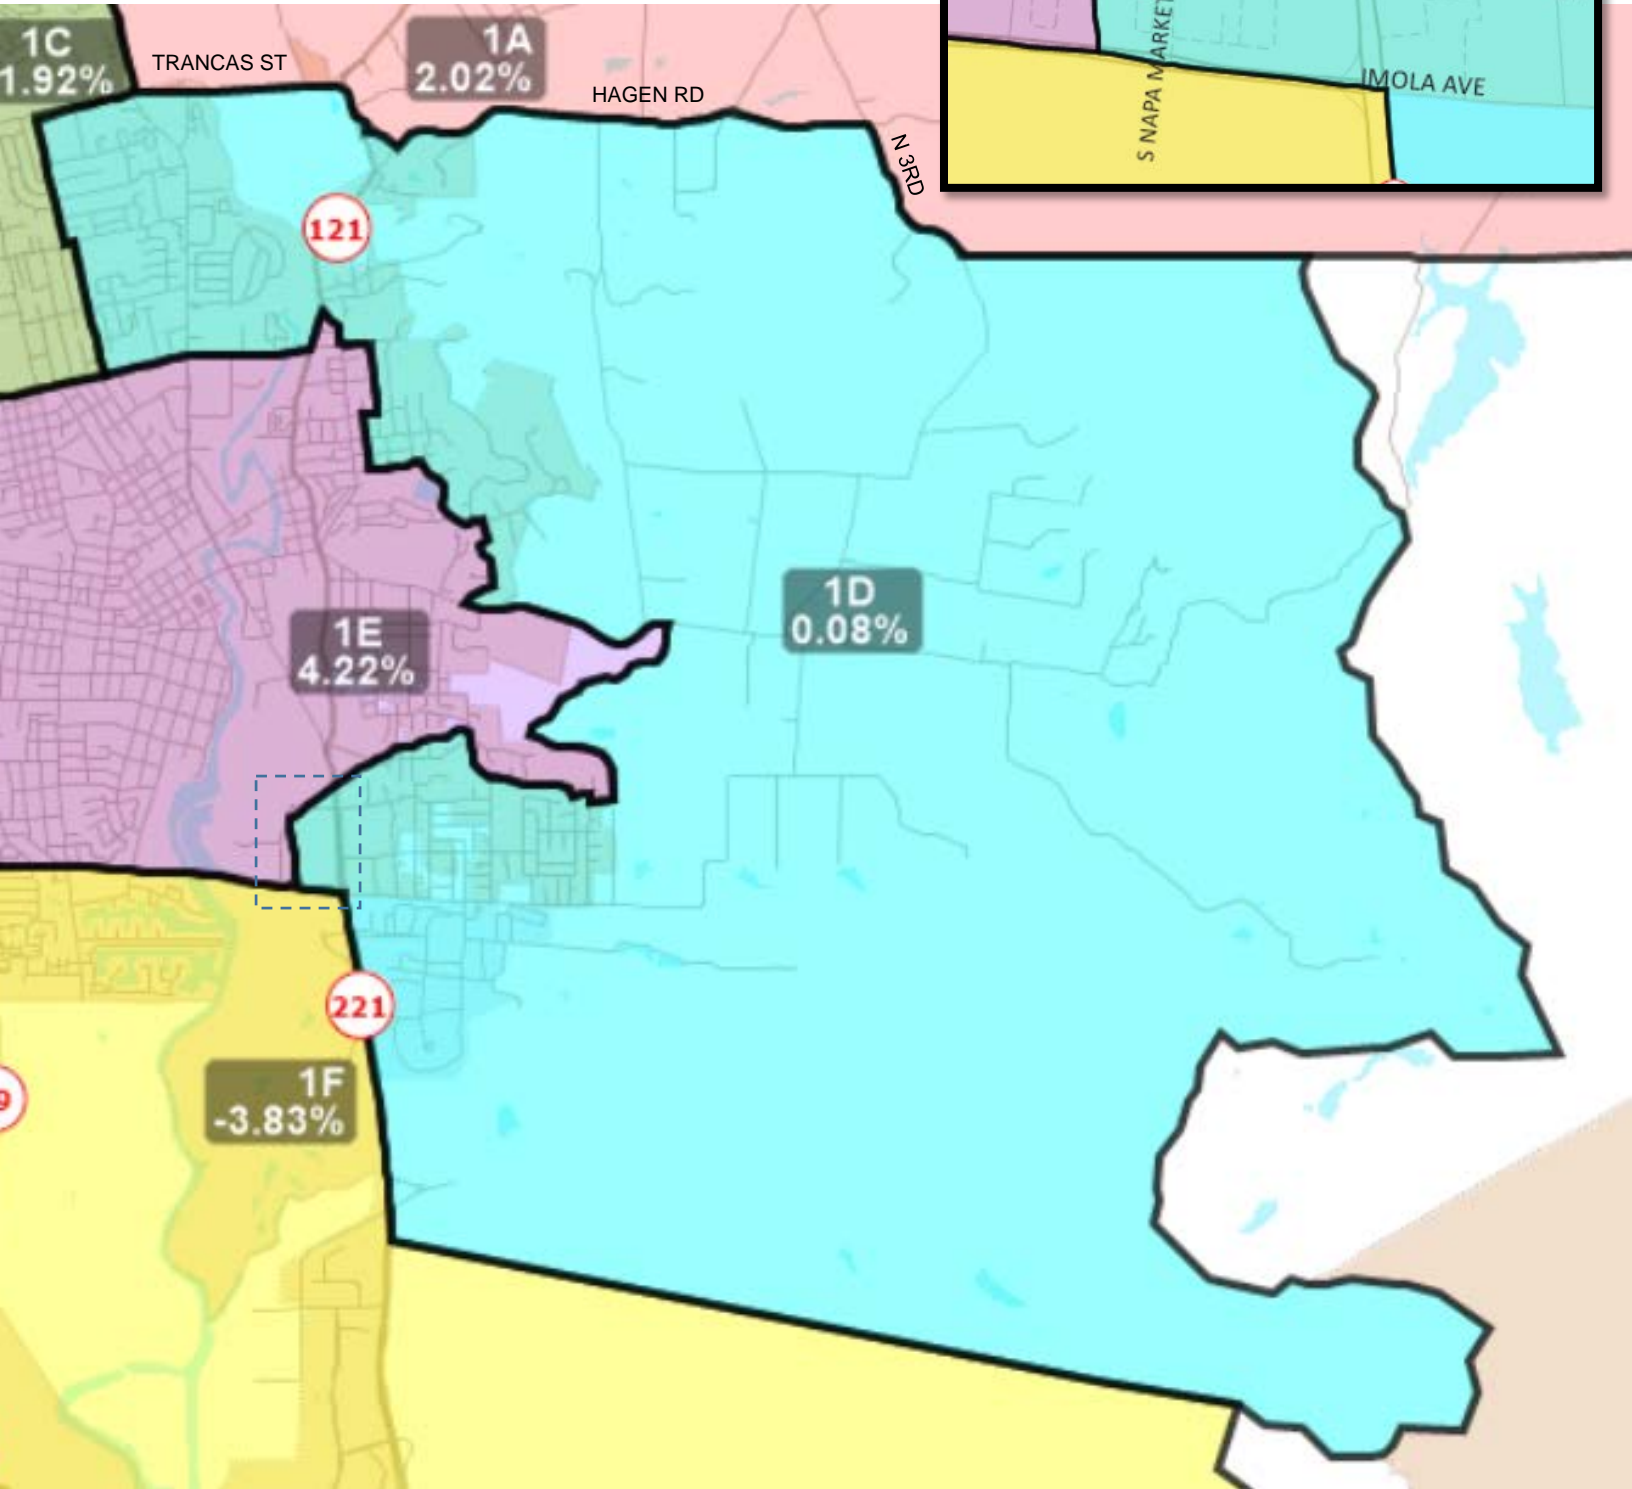 1C
1.92%
TRANCAS ST
1A
2.02%
HAGEN RD
N 3RD
S NAPA MARKET
IMOLA AVE
121
1D
0.08%
1E
4.22%
221
1F
-3.83%
9